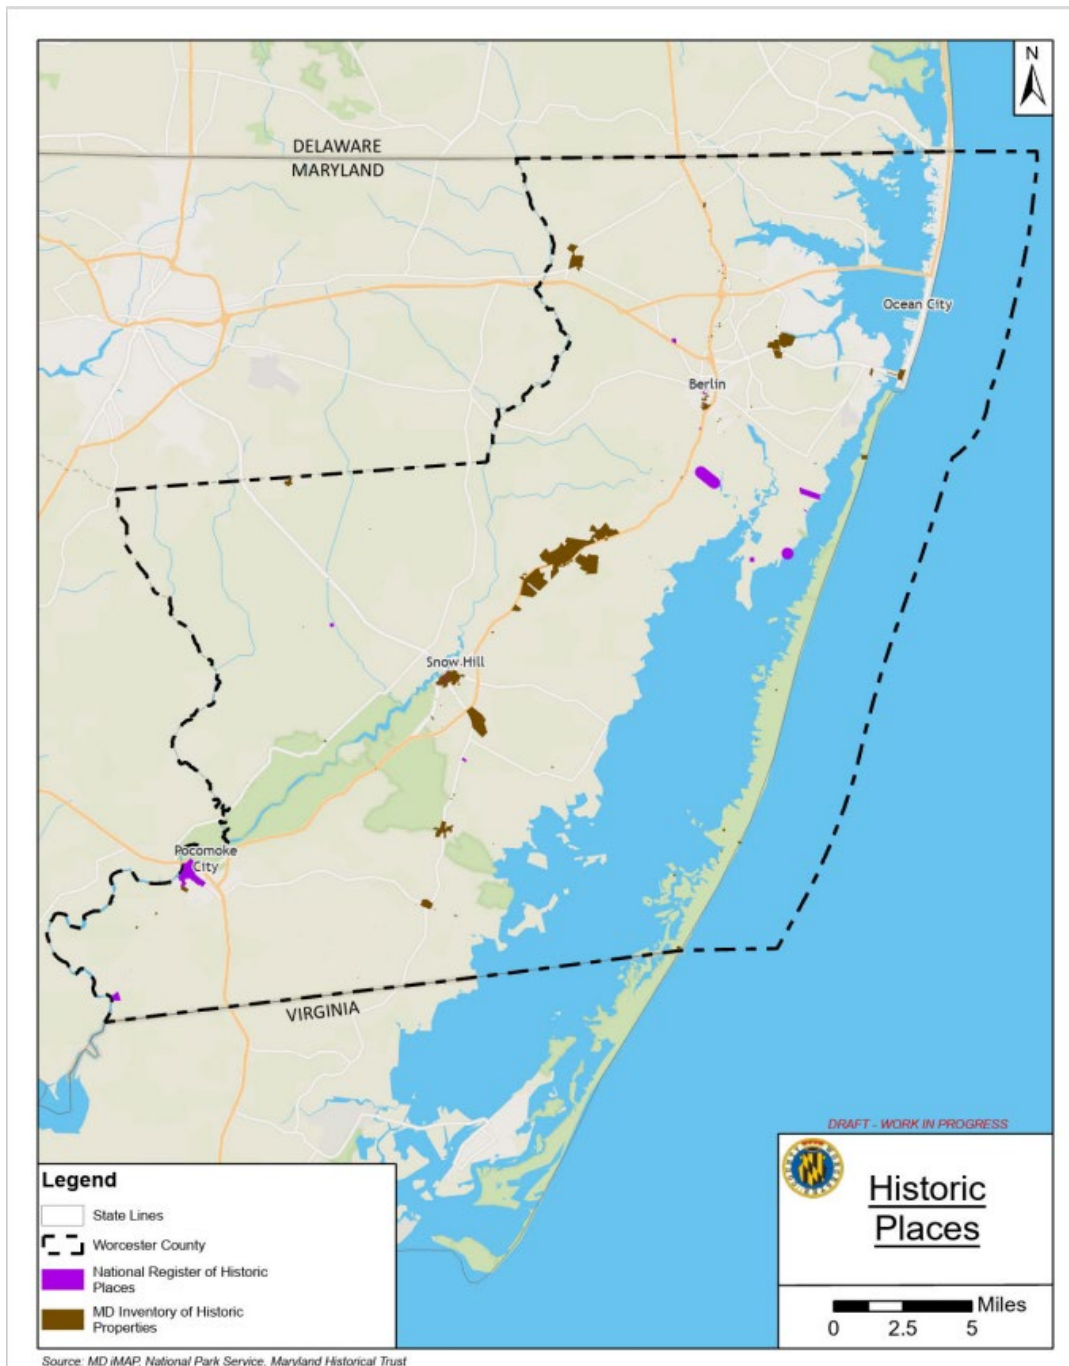 N
DELAWARE
MARYLAND
Ocean City
Berlin
Snow Hill
Pocomoke
City
VIRGINIA
DRAFT - WORK IN PROGRESS
Legend
State Lines
Worcester County
National Register of Historic
Places
MD Inventory of Historic
Properties
Historic
Places
Miles
0 2.5 5
Source: MD iMAP, National Park Service, Maryland Historical Trust